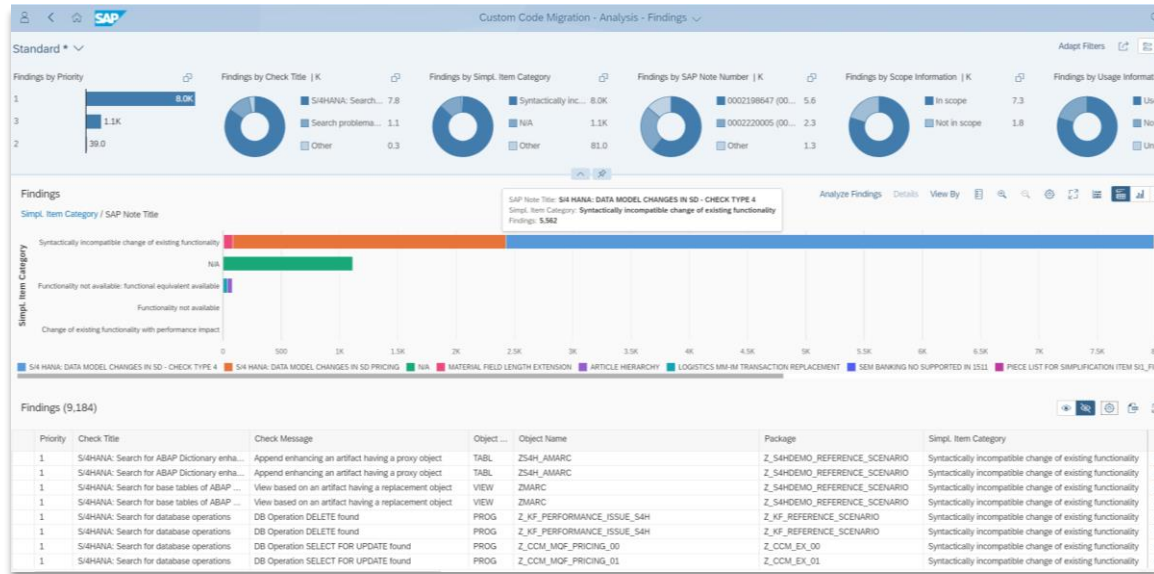 SAP Custom Code Migration - Analysis - Findings
Standard *
Adapt Filters
Findings by Priority
1 8.0K
3 1.1K
2 39.0
Findings by Check Title | K
S/4HANA: Search... 7.8
Search problema... 1.1
Other 0.3
Findings by Simpl. Item Category
Syntactically inc... 8.0K
N/A 1.1K
Other 81.0
Findings by SAP Note Number | K
0002198647 (00... 5.6
0002220005 (00... 2.3
Other 1.3
Findings by Scope Information | K
In scope 7.3
Not in scope 1.8
Findings by Usage Informat
Us
No
Un
Findings
Analyze Findings Details View By
Simpl. Item Category / SAP Note Title
SAP Note Title: S/4 HANA: DATA MODEL CHANGES IN SD - CHECK TYPE 4
Simpl. Item Category: Syntactically incompatible change of existing functionality
Findings: 5,562
Simpl. Item Category
Syntactically incompatible change of existing functionality
N/A
Functionality not available: functional equivalent available
Functionality not available
Change of existing functionality with performance impact
0 500 1K 1.5K 2K 2.5K 3K 3.5K 4K 4.5K 5K 5.5K 6K 6.5K 7K 7.5K 8
S/4 HANA: DATA MODEL CHANGES IN SD - CHECK TYPE 4 S/4 HANA: DATA MODEL CHANGES IN SD PRICING N/A MATERIAL FIELD LENGTH EXTENSION ARTICLE HIERARCHY LOGISTICS MM-IM TRANSACTION REPLACEMENT SEM BANKING NO SUPPORTED IN 1511 PIECE LIST FOR SIMPLIFICATION ITEM
Findings (9,184)
Priority Check Title Check Message Object ... Object Name Package Simpl. Item Category
1 S/4HANA: Search for ABAP Dictionary enha... Append enhancing an artifact having a proxy object TABL ZS4H_AMARC Z_S4HDEMO_REFERENCE_SCENARIO Syntactically incompatible change of existing functionality
1 S/4HANA: Search for ABAP Dictionary enha... Append enhancing an artifact having a proxy object TABL ZS4H_AMARC Z_S4HDEMO_REFERENCE_SCENARIO Syntactically incompatible change of existing functionality
1 S/4HANA: Search for base tables of ABAP ... View based on an artifact having a replacement object VIEW ZMARC Z_S4HDEMO_REFERENCE_SCENARIO Syntactically incompatible change of existing functionality
1 S/4HANA: Search for base tables of ABAP ... View based on an artifact having a replacement object VIEW ZMARC Z_S4HDEMO_REFERENCE_SCENARIO Syntactically incompatible change of existing functionality
1 S/4HANA: Search for database operations DB Operation DELETE found PROG Z_KF_PERFORMANCE_ISSUE_S4H Z_KF_REFERENCE_SCENARIO Syntactically incompatible change of existing functionality
1 S/4HANA: Search for database operations DB Operation DELETE found PROG Z_KF_PERFORMANCE_ISSUE_S4H Z_KF_REFERENCE_SCENARIO Syntactically incompatible change of existing functionality
1 S/4HANA: Search for database operations DB Operation SELECT FOR UPDATE found PROG Z_CCM_MQF_PRICING_00 Z_CCM_EX_00 Syntactically incompatible change of existing functionality
1 S/4HANA: Search for database operations DB Operation SELECT FOR UPDATE found PROG Z_CCM_MQF_PRICING_01 Z_CCM_EX_01 Syntactically incompatible change of existing functionality